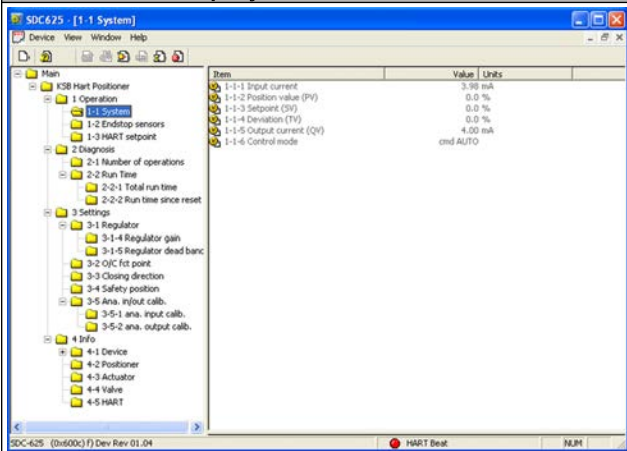 SDC625 - [1-1 System]
Device View Window Help
Main
KSB Hart Positioner
1 Operation
1-1 System
1-2 Endstop sensors
1-3 HART setpoint
2 Diagnosis
2-1 Number of operations
2-2 Run Time
2-2-1 Total run time
2-2-2 Run time since reset
3 Settings
3-1 Regulator
3-1-4 Regulator gain
3-1-5 Regulator dead banc
3-2 O/C fct point
3-3 Closing direction
3-4 Safety position
3-5 Ana. in/out calib.
3-5-1 ana. input calib.
3-5-2 ana. output calib.
4 Info
4-1 Device
4-2 Positioner
4-3 Actuator
4-4 Valve
4-5 HART
Item Value Units
1-1-1 Input current 3.98 mA
1-1-2 Position value (PV) 0.0 %
1-1-3 Setpoint (SV) 0.0 %
1-1-4 Deviation (TV) 0.0 %
1-1-5 Output current (QV) 4.00 mA
1-1-6 Control mode cmd AUTO
SDC-625 (0x600c) f) Dev Rev 01.04 HART Beat NUM